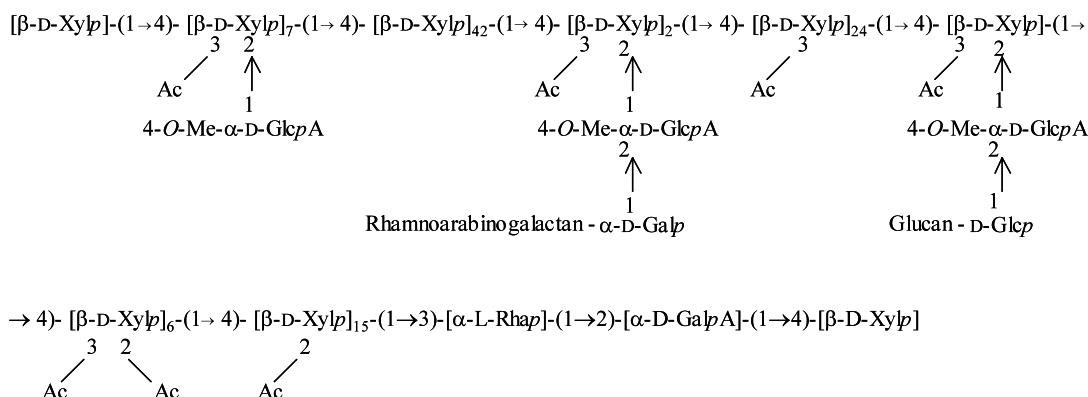 [β-D-Xylp]-(1→4)- [β-D-Xylp]7-(1→ 4)- [β-D-Xylp]42-(1→ 4)- [β-D-Xylp]2-(1→ 4)- [β-D-Xylp]24-(1→ 4)- [β-D-Xylp]-(1→
3 2 3 2 3 3 2
Ac Ac Ac Ac
1 1 1
4-O-Me-α-D-GlcpA 4-O-Me-α-D-GlcpA 4-O-Me-α-D-GlcpA
2 2
1 1
Rhamnoarabinogalactan - α-D-Galp Glucan - D-Glcp
→ 4)- [β-D-Xylp]6-(1→ 4)- [β-D-Xylp]15-(1→3)-[α-L-Rhap]-(1→2)-[α-D-GalpA]-(1→4)-[β-D-Xylp]
3 2 2
Ac Ac Ac